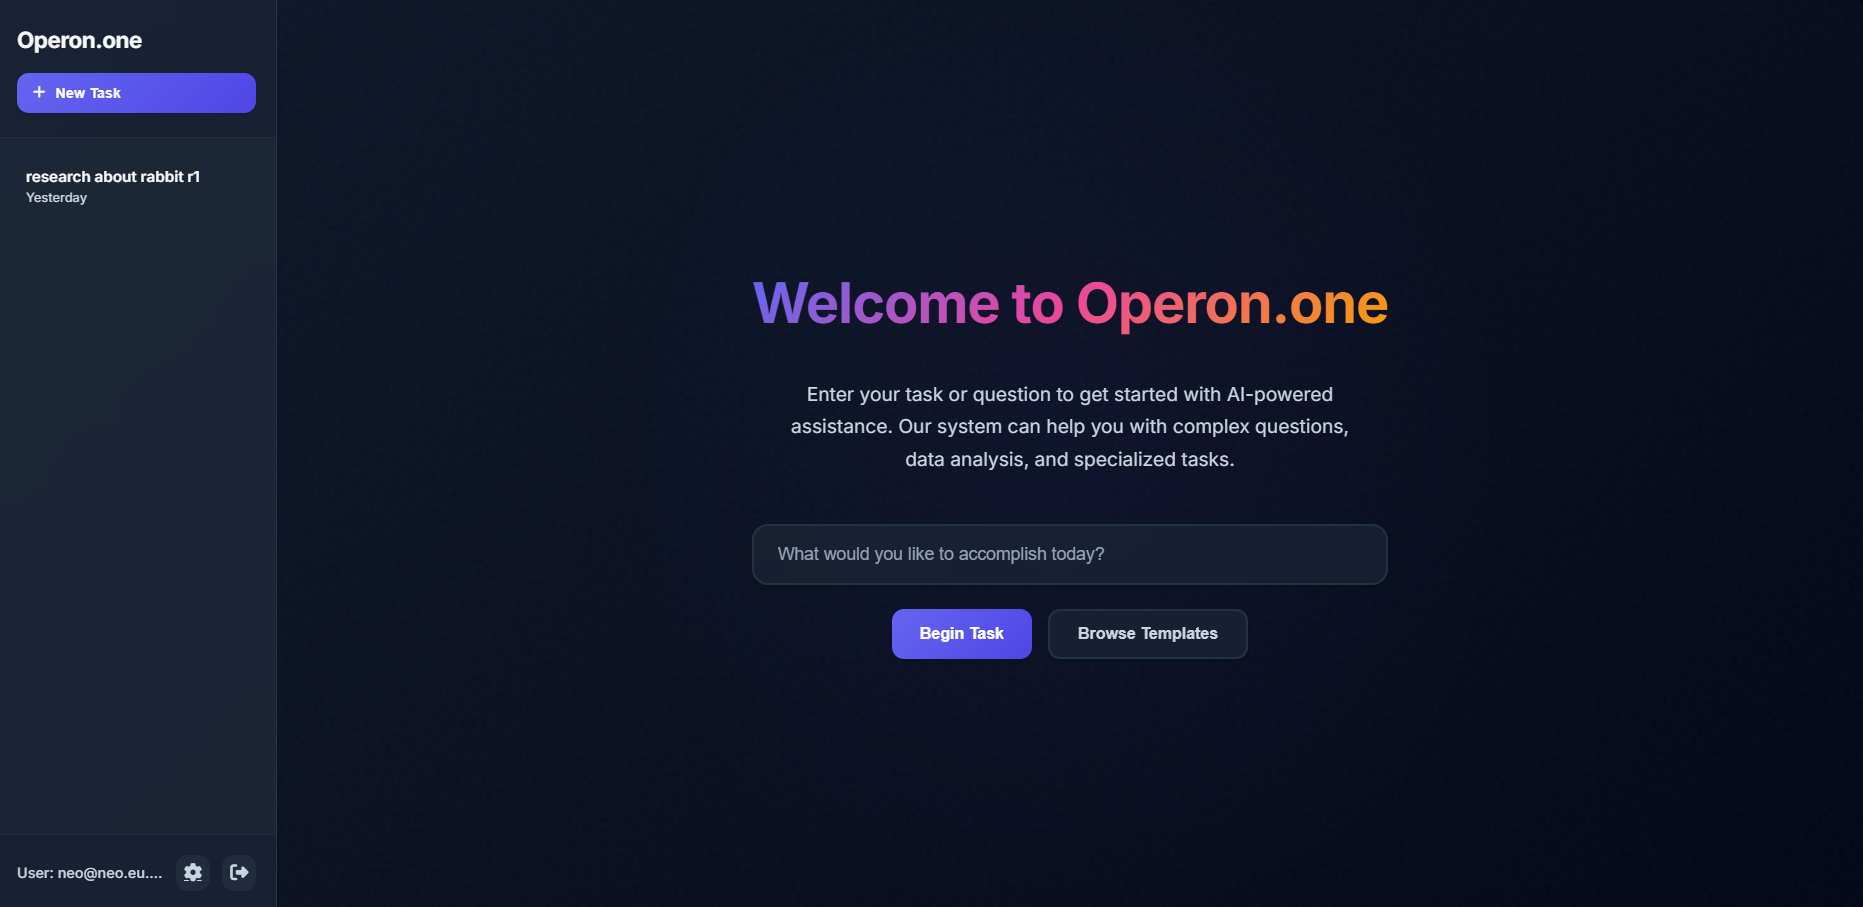 Operon.one
+ New Task
research about rabbit r1
Yesterday
Welcome to Operon.one
Enter your task or question to get started with AI-powered
assistance. Our system can help you with complex questions,
data analysis, and specialized tasks.
What would you like to accomplish today?
Begin Task
Browse Templates
User: neo@neo.eu....